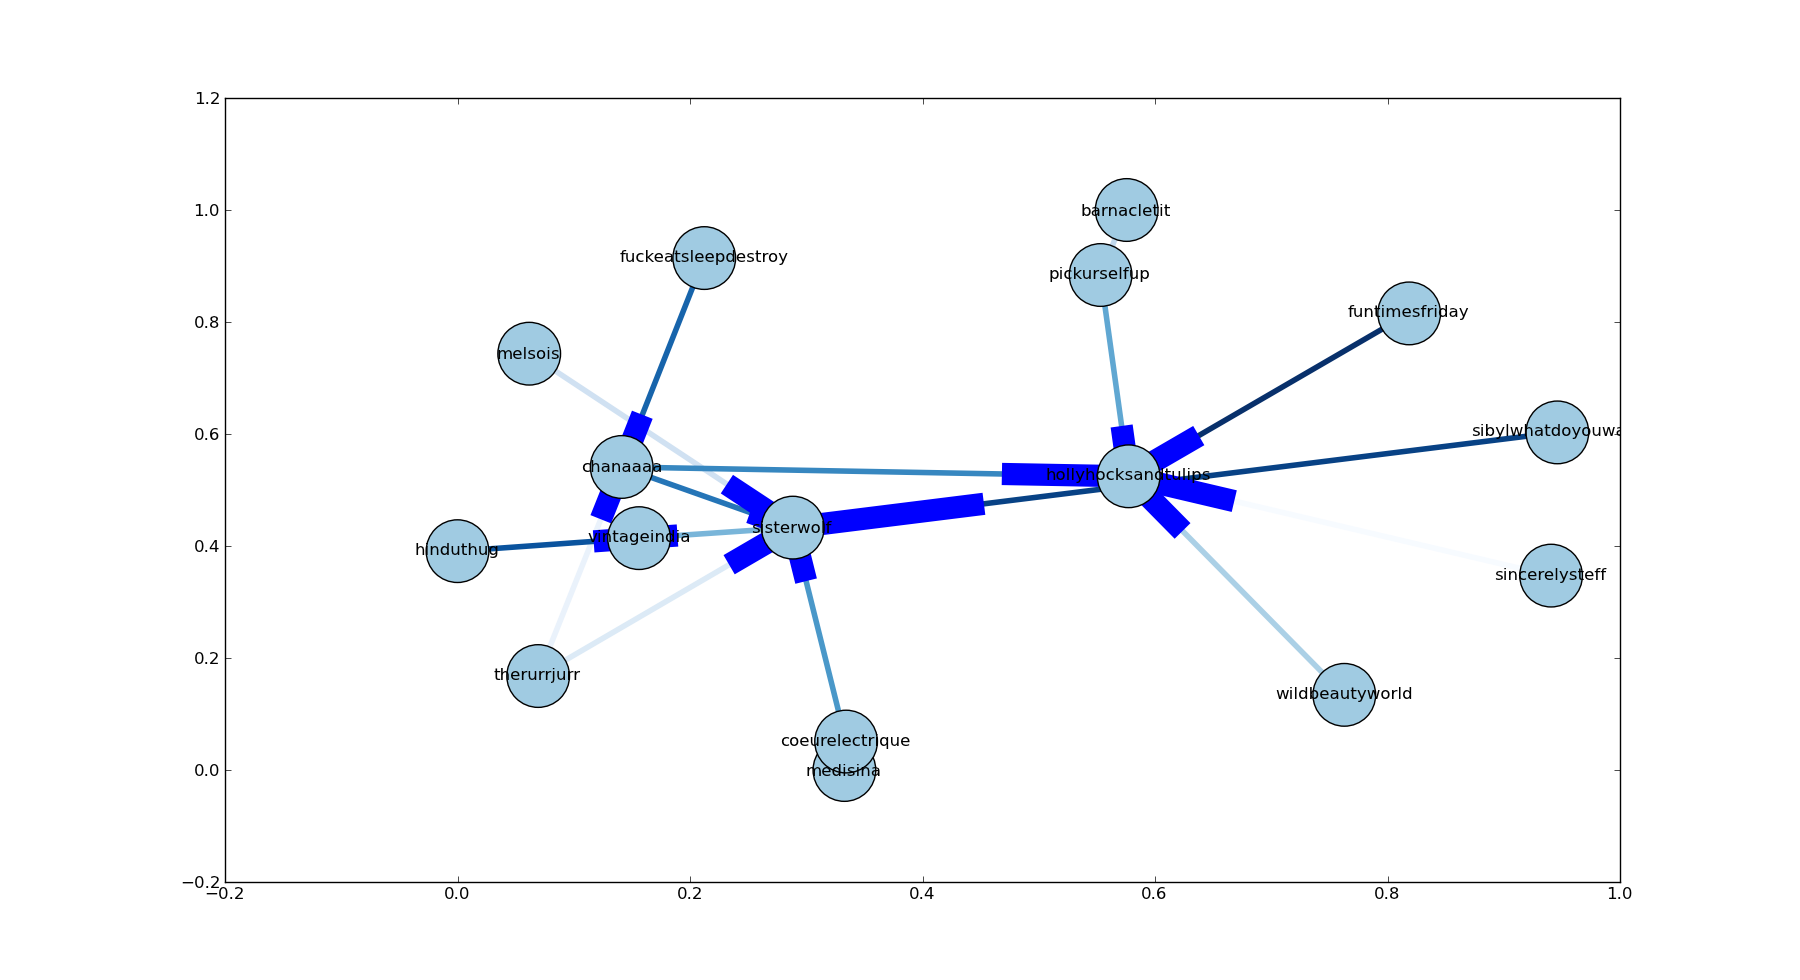 1.2
barnacletit
1.0
fuckeatsleepdestroy
pickurselfup
funtimesfriday
0.8
melsois
0.6
sibylwhatdoyouwa
chanaaaa
hollyhocksandtulips
sisterwolf
vintageindia
0.4
hinduthug
sincerelysteff
0.2
therurrjurr
wildbeautyworld
coeurelectrique
0.0
medisina
−0.2
−0.2
0.0
0.2
0.4
0.6
0.8
1.0